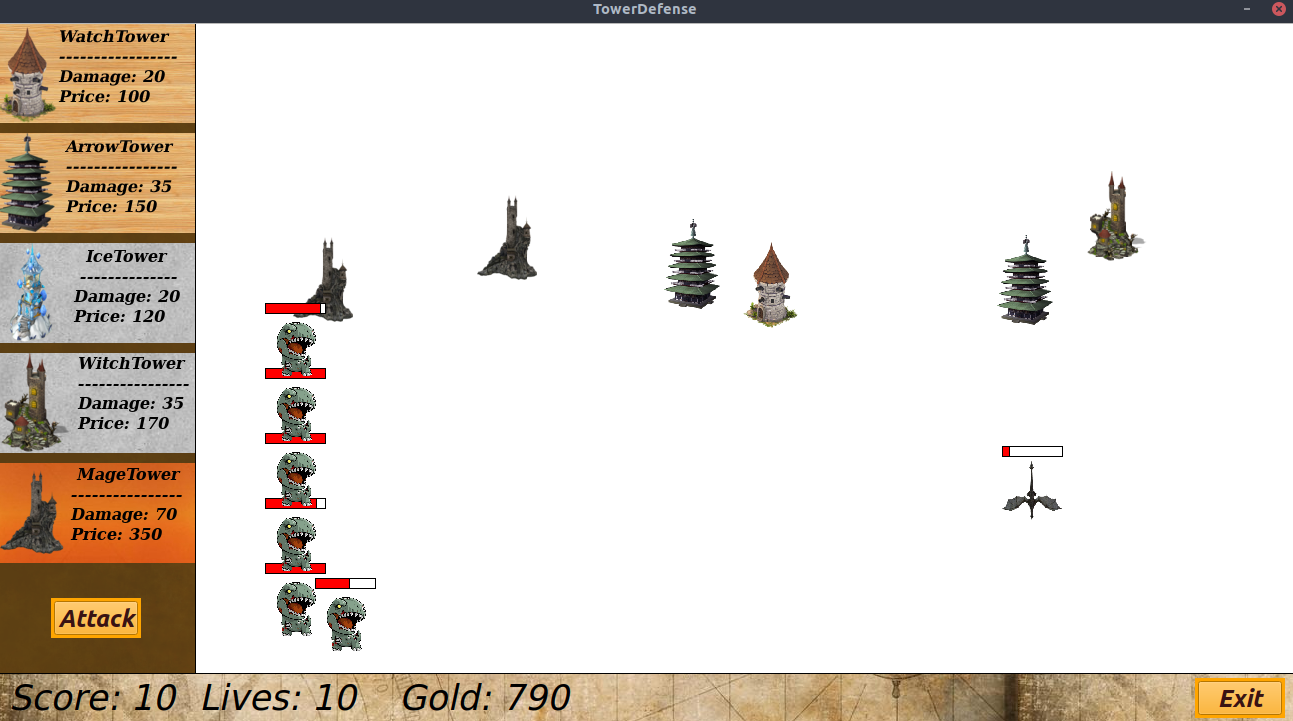 TowerDefense
WatchTower
-----------------
Damage: 20
Price: 100
ArrowTower
----------------
Damage: 35
Price: 150
IceTower
--------------
Damage: 20
Price: 120
WitchTower
----------------
Damage: 35
Price: 170
MageTower
----------------
Damage: 70
Price: 350
Attack
Score: 10 Lives: 10 Gold: 790
Exit